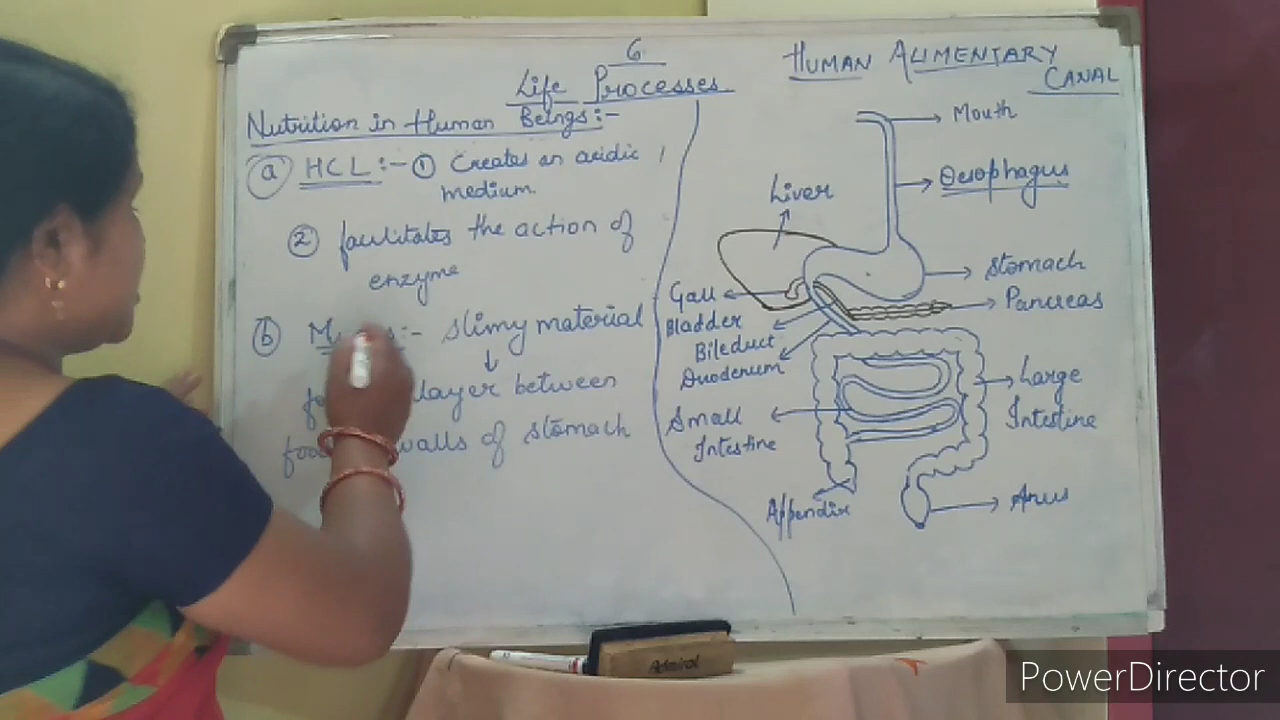 6
Life Processes
Nutrition in Human Beings:-
(a) HCL:- (1) Creates an acidic
medium
(2) facilitates the action of
enzyme
(b) :- slimy material
↓
layer between
walls of stomach
HUMAN ALIMENTARY
CANAL
Mouth
Oesophagus
Liver
Stomach
Pancreas
Gall
Bladder
Bileduct
Duodenum
Large
Intestine
Small
Intestine
Appendix
Anus
Admiral
PowerDirector